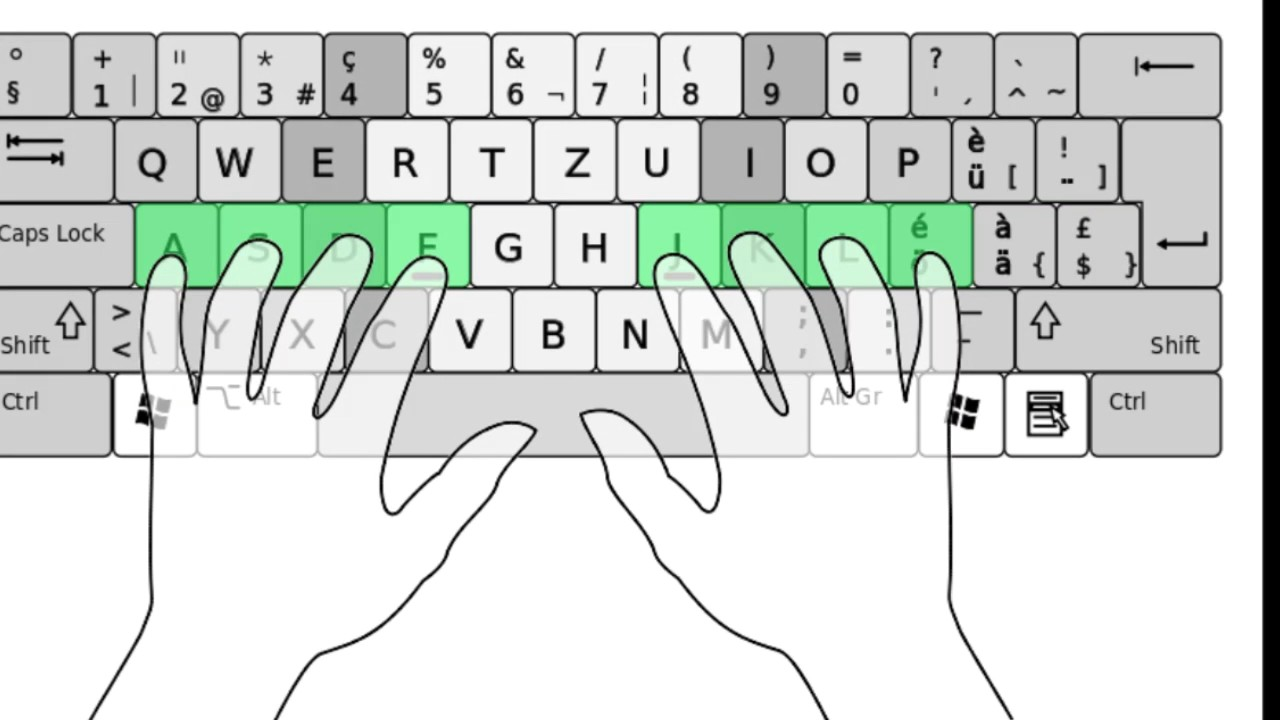 ° + " * ç % & / ( ) = ? `
§ 1 | 2 @ 3 # 4 5 6 ¬ 7 ¦ 8 9 0 ' ´ ^ ~
Q W E R T Z U I O P è ü [ ! ¨ ]
Caps Lock A S D F G H J K L é ö à ä { £ $ }
Shift > < \ Y X C V B N M ; , : . _ - Shift
Ctrl Alt Alt Gr Ctrl